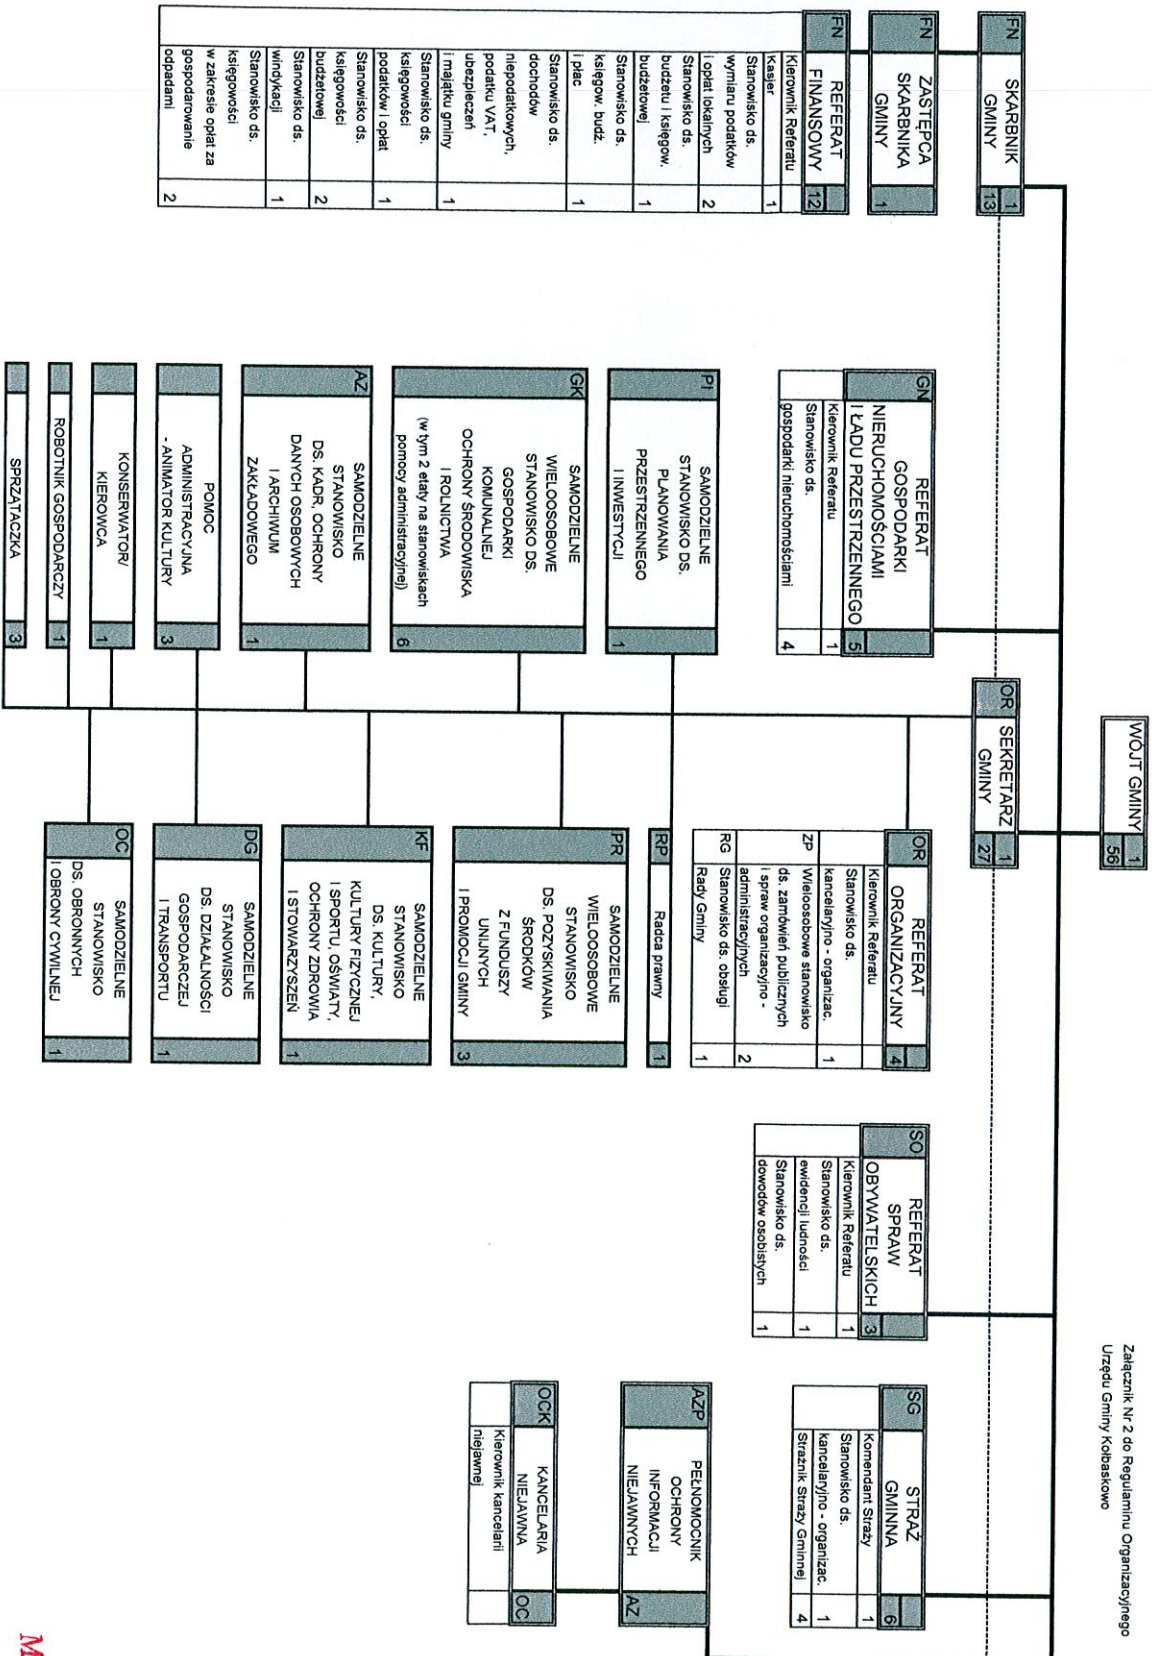 Załącznik Nr 2 do Regulaminu Organizacyjnego
Urzędu Gminy Kołbaskowo
WÓJT GMINY
1
56
FN
SKARBNIK
GMINY
1
13
OR
SEKRETARZ
GMINY
1
27
FN
ZASTĘPCA
SKARBNIKA
GMINY
1
FN
REFERAT
FINANSOWY
12
Kierownik Referatu
Kasjer
1
Stanowisko ds.
wymiaru podatków
i opłat lokalnych
2
Stanowisko ds.
budżetu i księgow.
budżetowej
1
Stanowisko ds.
księgow. budż.
i płac
1
Stanowisko ds.
dochodów
niepodatkowych,
podatku VAT,
ubezpieczeń
i majątku gminy
1
Stanowisko ds.
księgowości
podatków i opłat
1
Stanowisko ds.
księgowości
budżetowej
2
Stanowisko ds.
windykacji
1
Stanowisko ds.
księgowości
w zakresie opłat za
gospodarowanie
odpadami
2
GN
REFERAT
GOSPODARKI
NIERUCHOMOŚCIAMI
I ŁADU PRZESTRZENNEGO
5
Kierownik Referatu
1
Stanowisko ds.
gospodarki nieruchomościami
4
PI
SAMODZIELNE
STANOWISKO DS.
PLANOWANIA
PRZESTRZENNEGO
I INWESTYCJI
1
GK
SAMODZIELNE
WIELOOSOBOWE
STANOWISKO DS.
GOSPODARKI
KOMUNALNEJ
OCHRONY ŚRODOWISKA
I ROLNICTWA
(w tym 2 etaty na stanowiskach
pomocy administracyjnej)
6
AZ
SAMODZIELNE
STANOWISKO
DS. KADR, OCHRONY
DANYCH OSOBOWYCH
I ARCHIWUM
ZAKŁADOWEGO
1
POMOC
ADMINISTRACYJNA
- ANIMATOR KULTURY
3
KONSERWATOR/
KIEROWCA
1
ROBOTNIK GOSPODARCZY
1
SPRZĄTACZKA
3
OR
REFERAT
ORGANIZACYJNY
4
Kierownik Referatu
Stanowisko ds.
kancelaryjno - organizac.
1
ZP
Wieloosobowe stanowisko
ds. zamówień publicznych
i spraw organizacyjno -
administracyjnych
2
RG
Stanowisko ds. obsługi
Rady Gminy
1
RP
Radca prawny
1
PR
SAMODZIELNE
WIELOOSOBOWE
STANOWISKO
DS. POZYSKIWANIA
ŚRODKÓW
Z FUNDUSZY
UNIJNYCH
I PROMOCJI GMINY
3
KF
SAMODZIELNE
STANOWISKO
DS. KULTURY,
KULTURY FIZYCZNEJ
I SPORTU, OŚWIATY,
OCHRONY ZDROWIA
I STOWARZYSZEŃ
1
DG
SAMODZIELNE
STANOWISKO
DS. DZIAŁALNOŚCI
GOSPODARCZEJ
I TRANSPORTU
1
OC
SAMODZIELNE
STANOWISKO
DS. OBRONNYCH
I OBRONY CYWILNEJ
1
SO
REFERAT
SPRAW
OBYWATELSKICH
3
Kierownik Referatu
1
Stanowisko ds.
ewidencji ludności
1
Stanowisko ds.
dowodów osobistych
1
SG
STRAŻ
GMINNA
6
Komendant Straży
1
Stanowisko ds.
kancelaryjno - organizac.
1
Strażnik Straży Gminnej
4
AZP
PEŁNOMOCNIK
OCHRONY
INFORMACJI
NIEJAWNYCH
AZ
OCK
KANCELARIA
NIEJAWNA
OC
Kierownik kancelarii
niejawnej
M